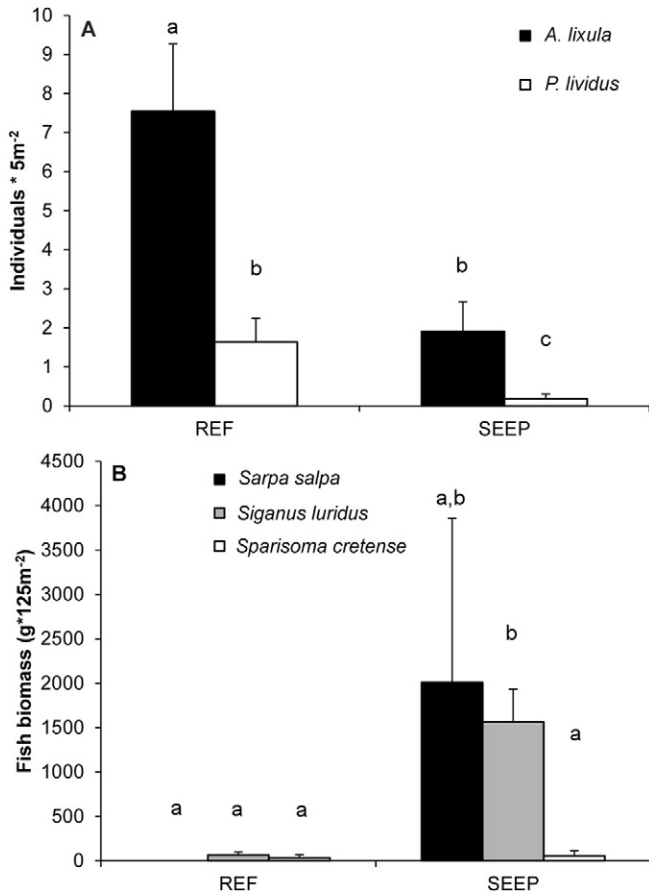 A
10
9
8
7
6
5
4
3
2
1
0
Individuals * 5m⁻²
a
b
b
c
A. lixula
P. lividus
REF SEEP
B
4500
4000
3500
3000
2500
2000
1500
1000
500
0
Fish biomass (g*125m⁻²)
Sarpa salpa
Siganus luridus
Sparisoma cretense
a a a
a,b
b
a
REF SEEP